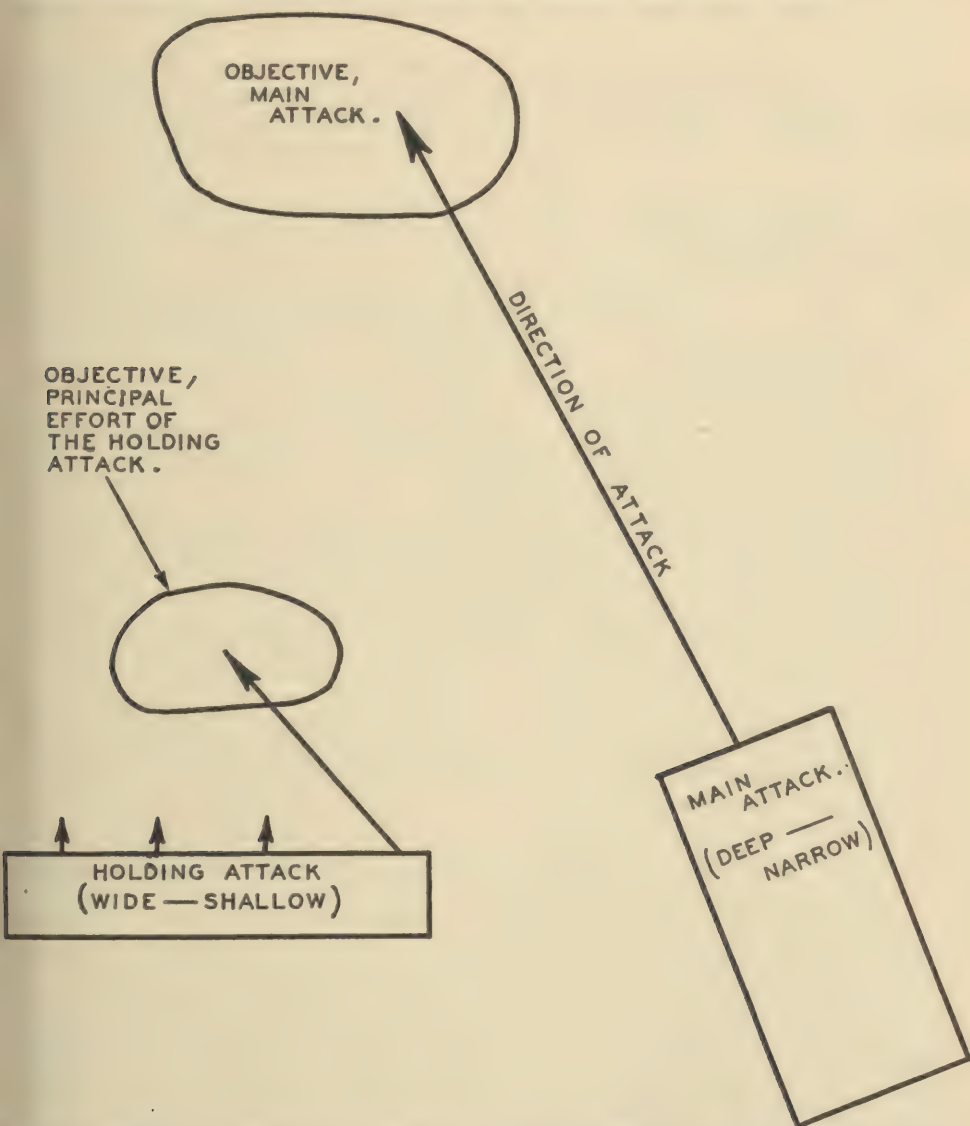 OBJECTIVE,
MAIN
ATTACK.
DIRECTION OF ATTACK
OBJECTIVE,
PRINCIPAL
EFFORT OF
THE HOLDING
ATTACK.
HOLDING ATTACK
(WIDE — SHALLOW)
MAIN
ATTACK.
(DEEP —
NARROW)